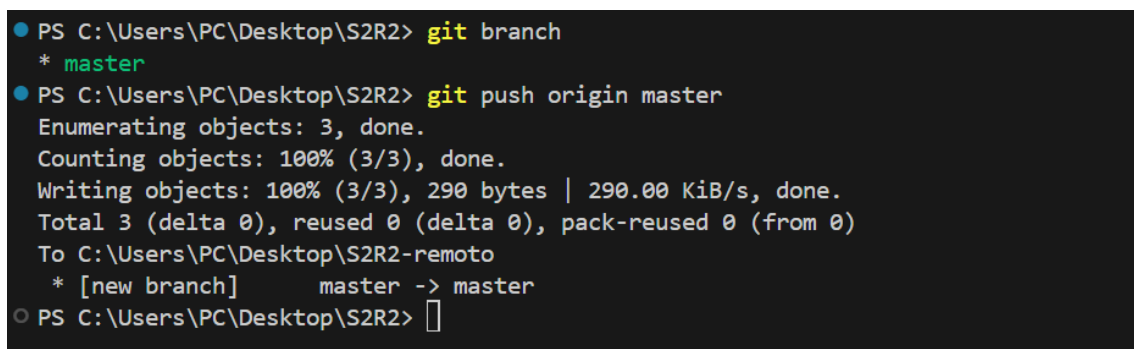 PS C:\Users\PC\Desktop\S2R2> git branch
* master
PS C:\Users\PC\Desktop\S2R2> git push origin master
Enumerating objects: 3, done.
Counting objects: 100% (3/3), done.
Writing objects: 100% (3/3), 290 bytes | 290.00 KiB/s, done.
Total 3 (delta 0), reused 0 (delta 0), pack-reused 0 (from 0)
To C:\Users\PC\Desktop\S2R2-remoto
 * [new branch]      master -> master
PS C:\Users\PC\Desktop\S2R2>